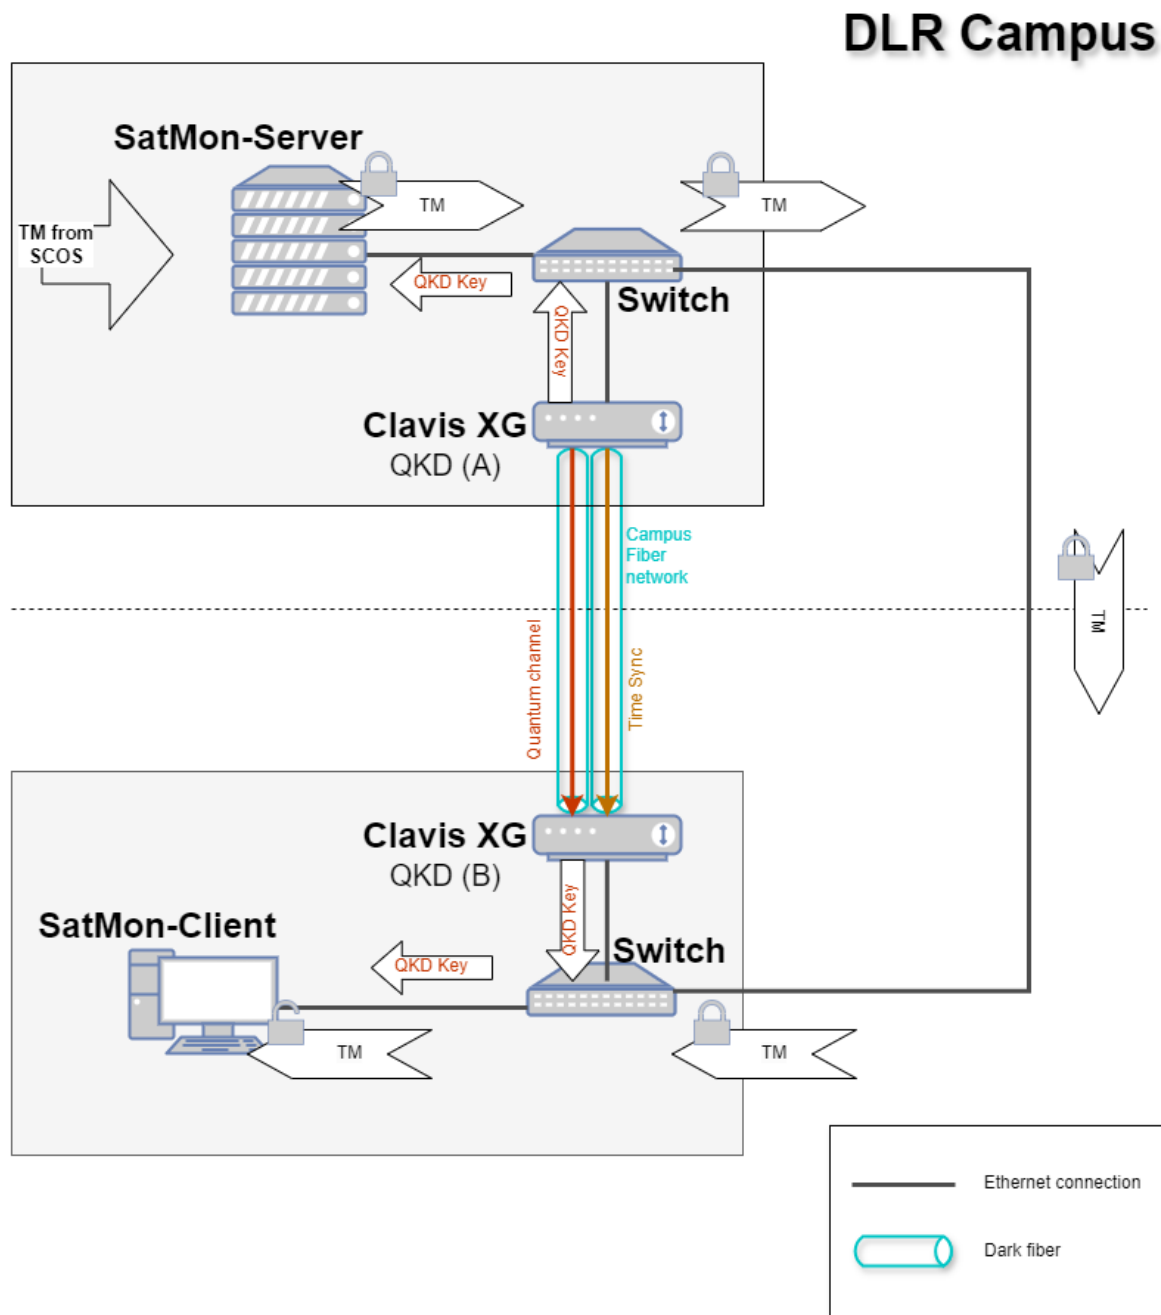 DLR Campus
SatMon-Server
TM
TM
TM from
SCOS
QKD Key
Switch
QKD Key
Clavis XG
QKD (A)
Campus
Fiber
network
TM
Quantum channel
Time Sync
Clavis XG
QKD (B)
QKD Key
SatMon-Client
Switch
QKD Key
TM
TM
Ethernet connection
Dark fiber